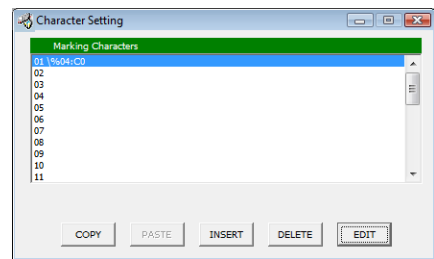 Character Setting
Marking Characters
01 \%04:C0
02
03
04
05
06
07
08
09
10
11
COPY PASTE INSERT DELETE EDIT